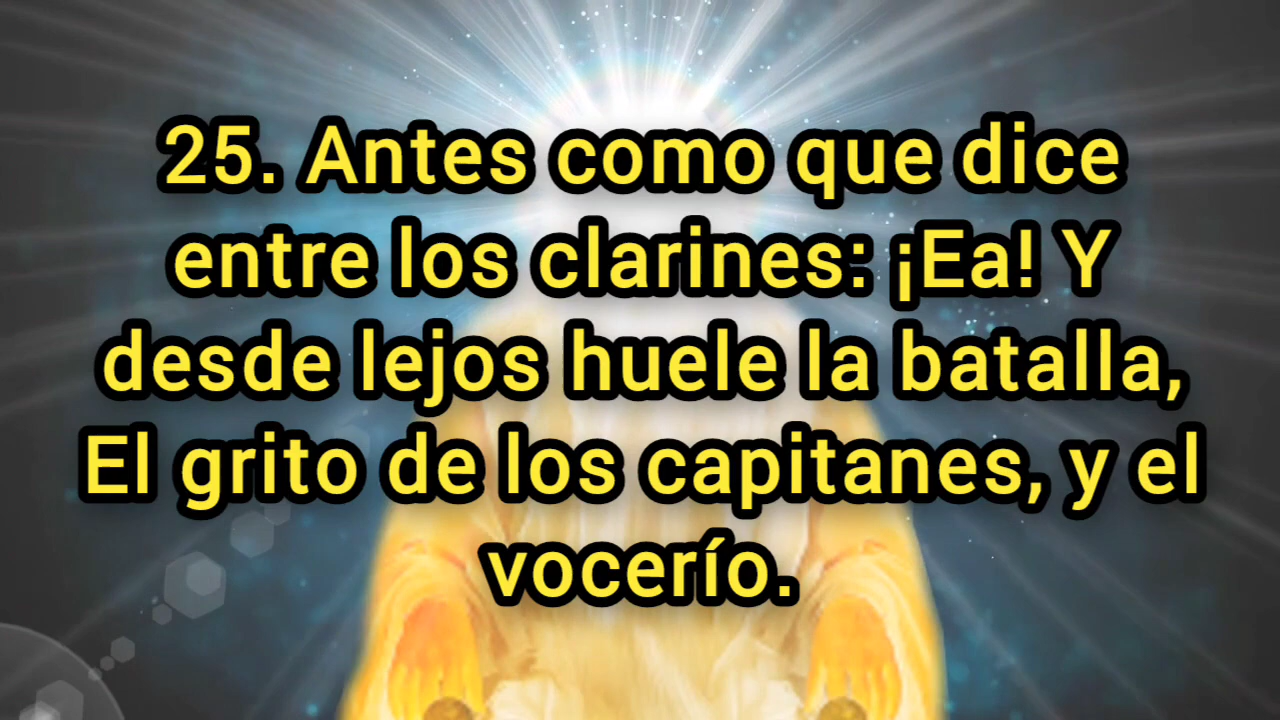 25. Antes como que dice
entre los clarines: ¡Ea! Y
desde lejos huele la batalla,
El grito de los capitanes, y el
vocerío.